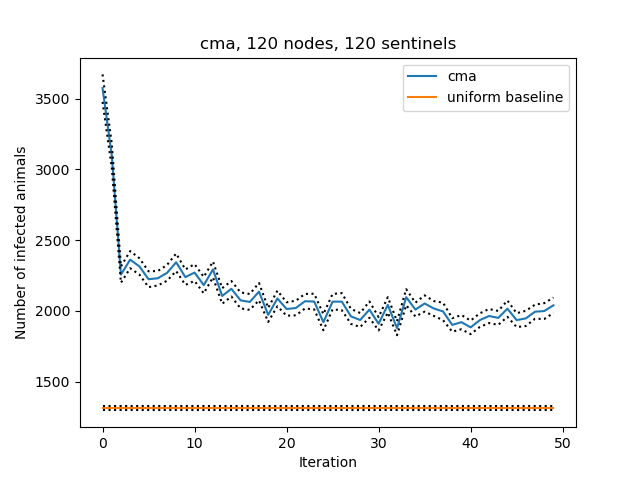 cma, 120 nodes, 120 sentinels
cma
uniform baseline
Number of infected animals
3500
3000
2500
2000
1500
0
10
20
30
40
50
Iteration